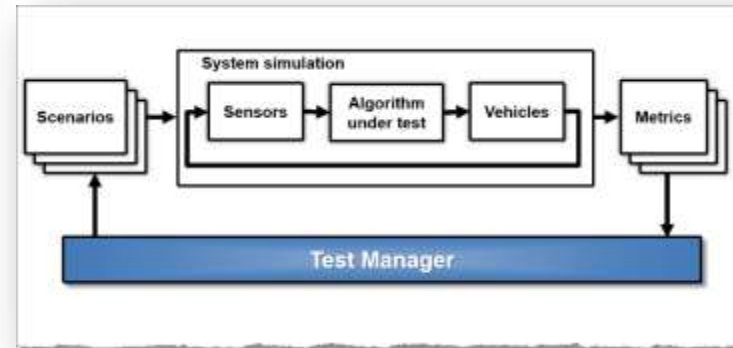 System simulation
Scenarios
Sensors
Algorithm
under test
Vehicles
Metrics
Test Manager